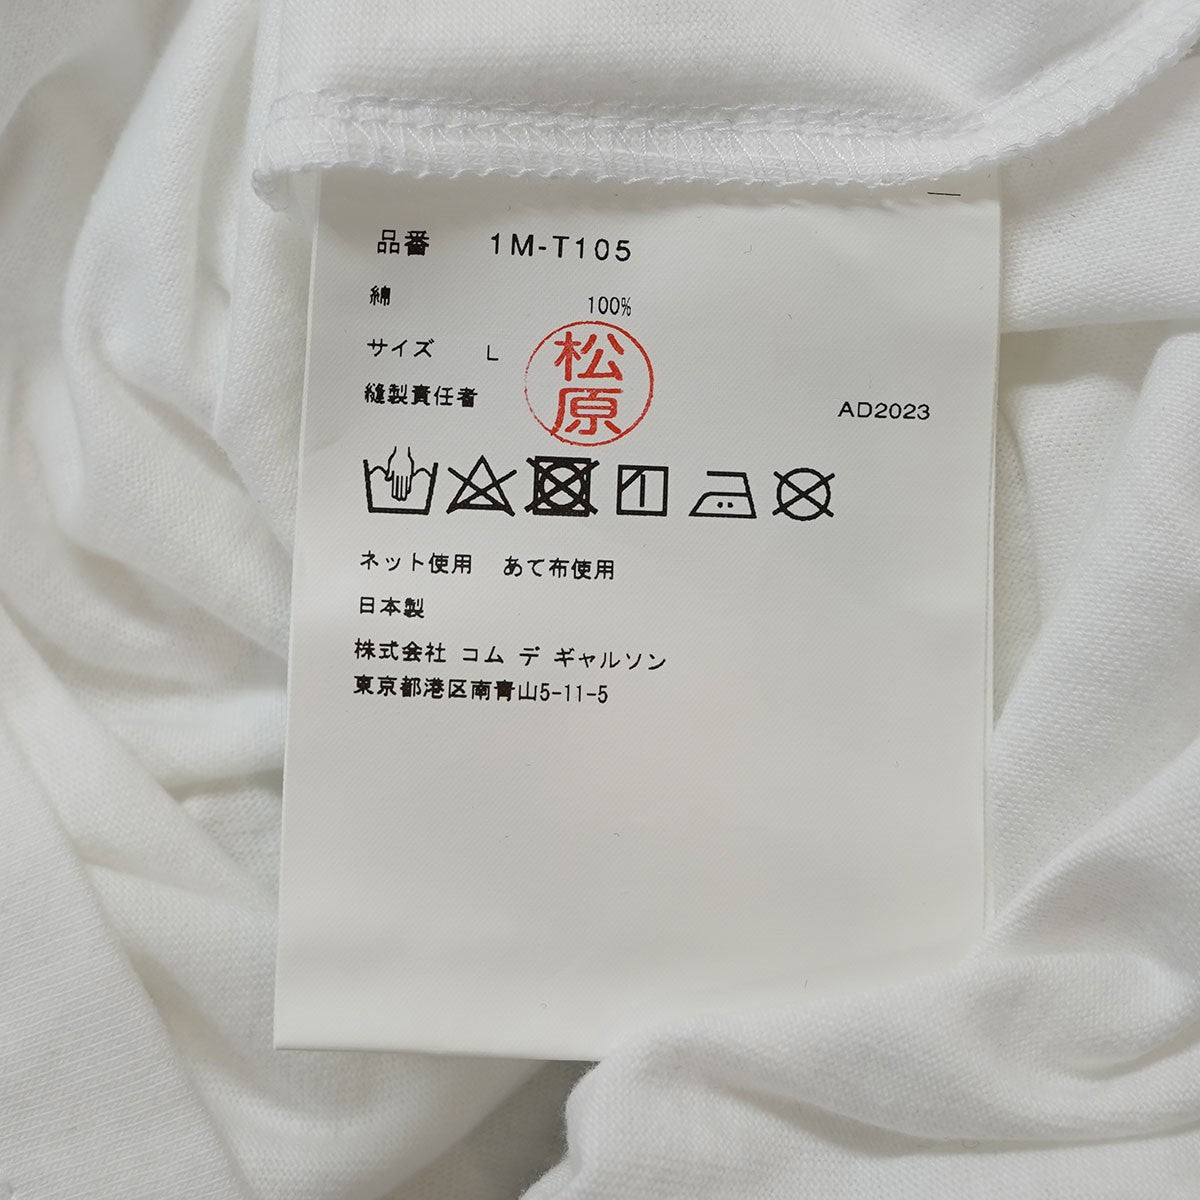 品番 1M-T105
綿 100%
サイズ L
縫製責任者 松原
AD2023
ネット使用 あて布使用
日本製
株式会社 コム デ ギャルソン
東京都港区南青山5-11-5